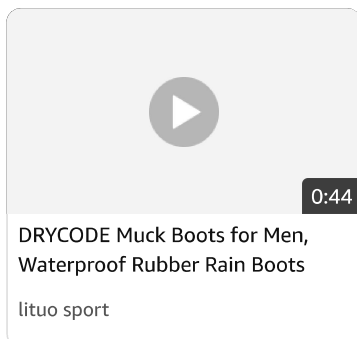 0:44
DRYCODE Muck Boots for Men,
Waterproof Rubber Rain Boots
lituo sport